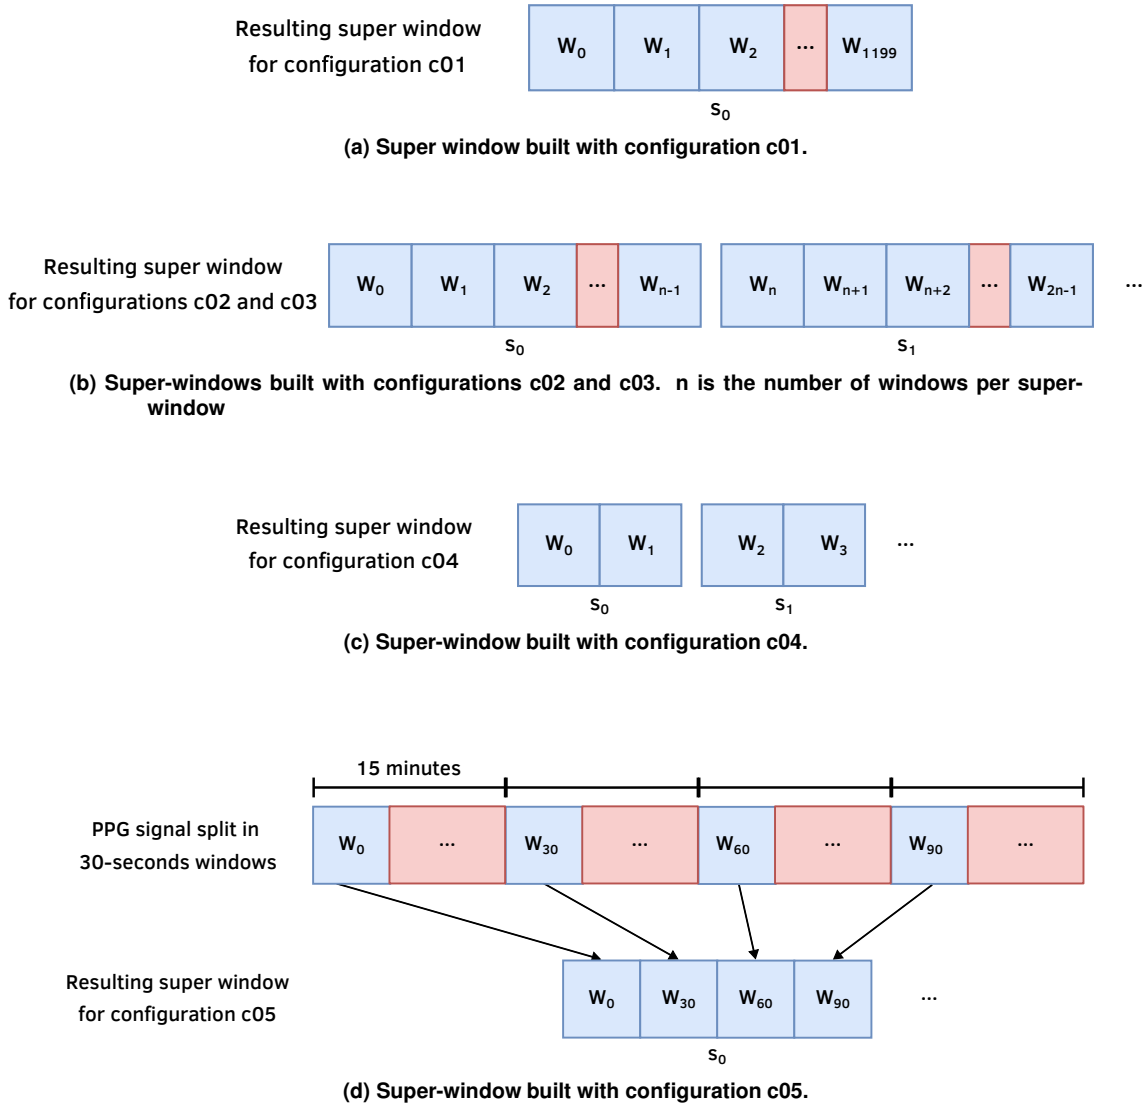 Resulting super window
for configuration c01
W0 W1 W2 ... W1199
s0
(a) Super window built with configuration c01.
Resulting super window
for configurations c02 and c03
W0 W1 W2 ... Wn-1 Wn Wn+1 Wn+2 ... W2n-1 ...
s0 s1
(b) Super-windows built with configurations c02 and c03. n is the number of windows per super-
window
Resulting super window
for configuration c04
W0 W1 W2 W3 ...
s0 s1
(c) Super-window built with configuration c04.
15 minutes
PPG signal split in
30-seconds windows
W0 ... W30 ... W60 ... W90 ...
Resulting super window
for configuration c05
W0 W30 W60 W90 ...
s0
(d) Super-window built with configuration c05.